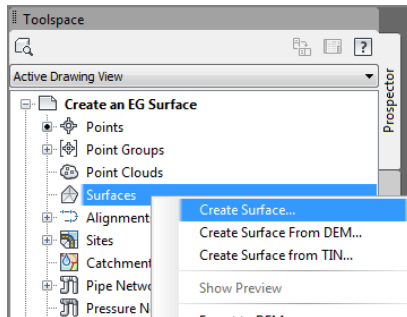 Toolspace
?
Active Drawing View
Prospector
Create an EG Surface
Points
Point Groups
Point Clouds
Surfaces
Create Surface...
Alignment
Create Surface From DEM...
Sites
Create Surface from TIN...
Catchment
Pipe Netwo
Show Preview
Pressure N